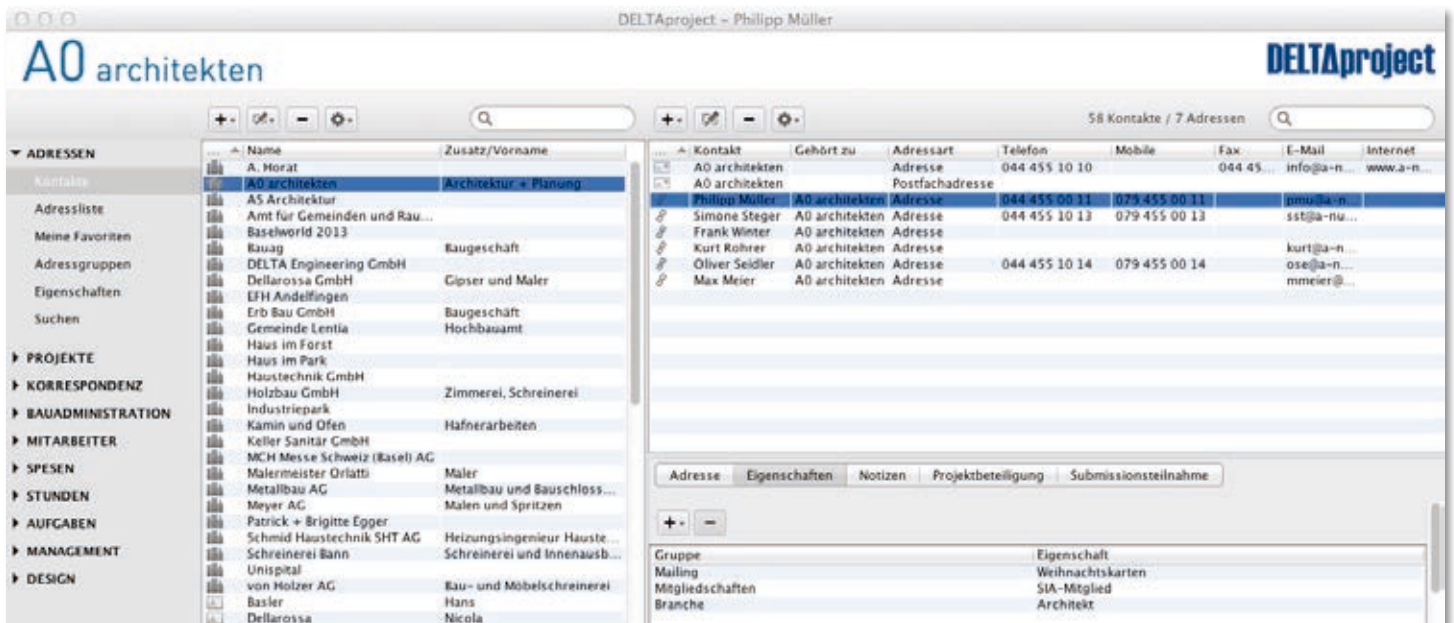 DELTAproject – Philipp Müller
A0 architekten
DELTAproject
58 Kontakte / 7 Adressen
ADRESSEN
Kontakte
Adressliste
Meine Favoriten
Adressgruppen
Eigenschaften
Suchen
PROJEKTE
KORRESPONDENZ
BAUADMINISTRATION
MITARBEITER
SPESEN
STUNDEN
AUFGABEN
MANAGEMENT
DESIGN
... Name Zusatz/Vorname
A. Horat
A0 architekten Architektur + Planung
A5 Architektur
Amt für Gemeinden und Rau...
Baselworld 2013
Bauag Baugeschäft
DELTA Engineering GmbH
Dellarossa GmbH Gipser und Maler
EFH Andelfingen
Erb Bau GmbH Baugeschäft
Gemeinde Lentia Hochbauamt
Haus im Forst
Haus im Park
Haustechnik GmbH
Holzbau GmbH Zimmerei, Schreinerei
Industriepark
Kamin und Ofen Hafnerarbeiten
Keller Sanitär GmbH
MCH Messe Schweiz (Basel) AG
Malermeister Orlatti Maler
Metallbau AG Metallbau und Bauschloss...
Meyer AG Malen und Spritzen
Patrick + Brigitte Egger
Schmid Haustechnik SHT AG Heizungsingenieur Hauste...
Schreinerei Bann Schreinerei und Innenausb...
Unispital
von Holzer AG Bau- und Möbelschreinerei
Basler Hans
Dellarossa Nicola
... Kontakt Gehört zu Adressart Telefon Mobile Fax E-Mail Internet
A0 architekten Adresse 044 455 10 10 044 45... info@a-n... www.a-n...
A0 architekten Postfachadresse
Philipp Müller A0 architekten Adresse 044 455 00 11 079 455 00 11 pmu@a-n...
Simone Steger A0 architekten Adresse 044 455 10 13 079 455 00 13 sst@a-nu...
Frank Winter A0 architekten Adresse
Kurt Rohrer A0 architekten Adresse kurt@a-n...
Oliver Seidler A0 architekten Adresse 044 455 10 14 079 455 00 14 ose@a-n...
Max Meier A0 architekten Adresse mmeier@...
Adresse Eigenschaften Notizen Projektbeteiligung Submissionsteilnahme
Gruppe Eigenschaft
Mailing Weihnachtskarten
Mitgliedschaften SIA-Mitglied
Branche Architekt